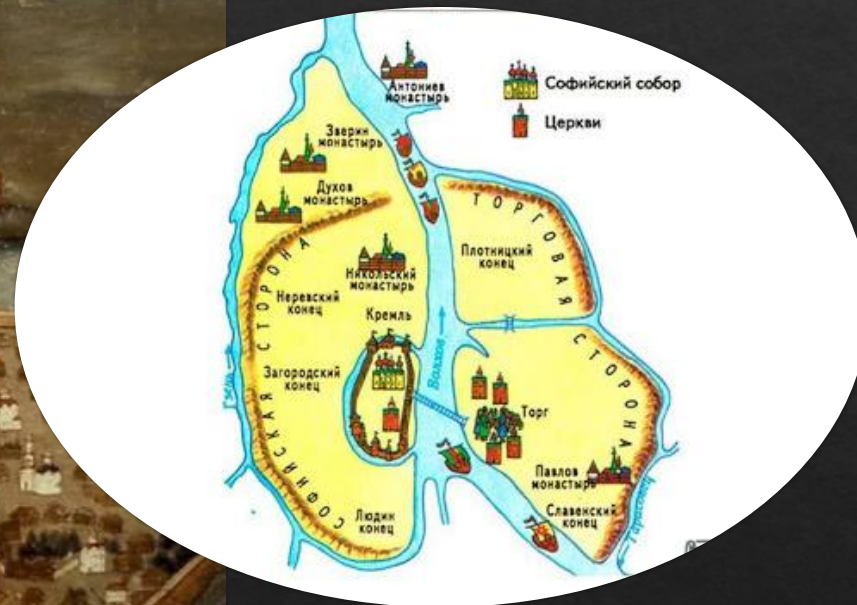 Антониев
монастырь
Софийский собор
Церкви
Зверин
монастырь
Духов
монастырь
ТОРГОВАЯ
СТОРОНА
Плотницкий
конец
Никольский
монастырь
Неревский
конец
Кремль
Волхов
Загородский
конец
СОФИЙСКАЯ СТОРОНА
Торг
Павлов
монастырь
Славенский
конец
Людин
конец